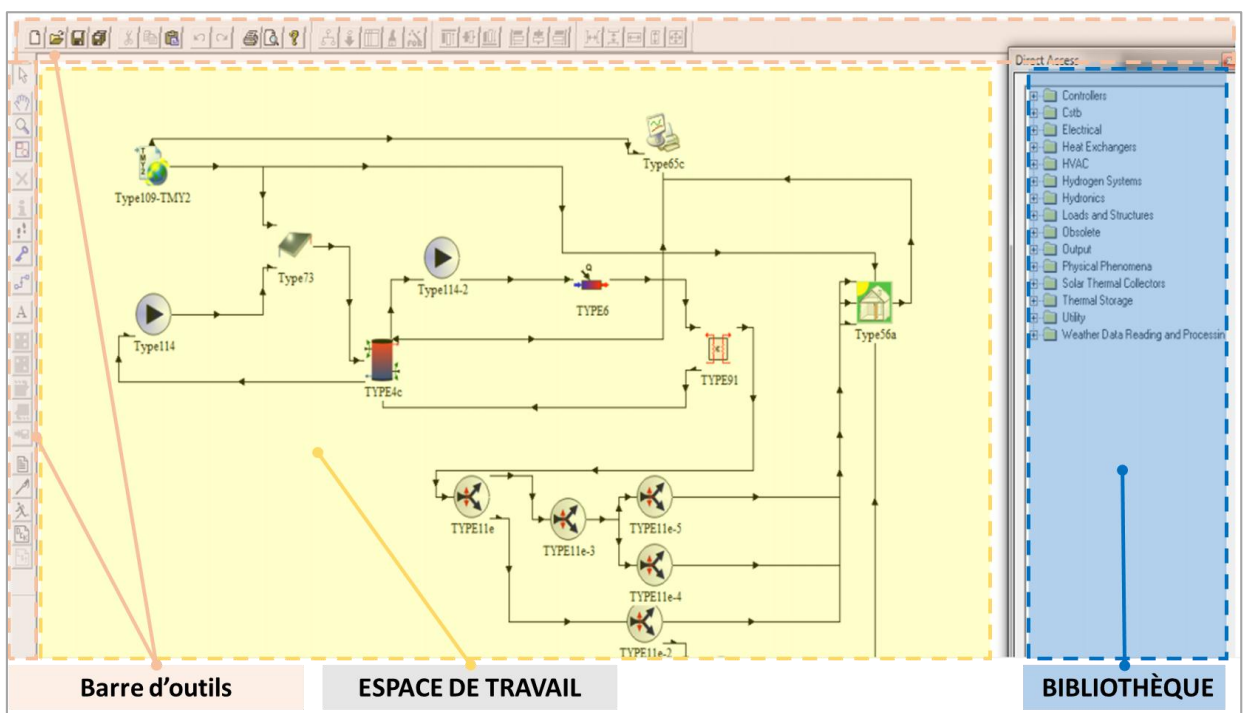 Direct Access
Controllers
Cstb
Electrical
Heat Exchangers
HVAC
Hydrogen Systems
Hydronics
Loads and Structures
Obsolete
Output
Physical Phenomena
Solar Thermal Collectors
Thermal Storage
Utility
Weather Data Reading and Processin
TMY2
Type109-TMY2
Type65c
Type73
Type114-2
TYPE6
Type114
TYPE4c
TYPE91
Type56a
TYPE11e
TYPE11e-3
TYPE11e-5
TYPE11e-4
TYPE11e-2
A
Barre d'outils
ESPACE DE TRAVAIL
BIBLIOTHÈQUE